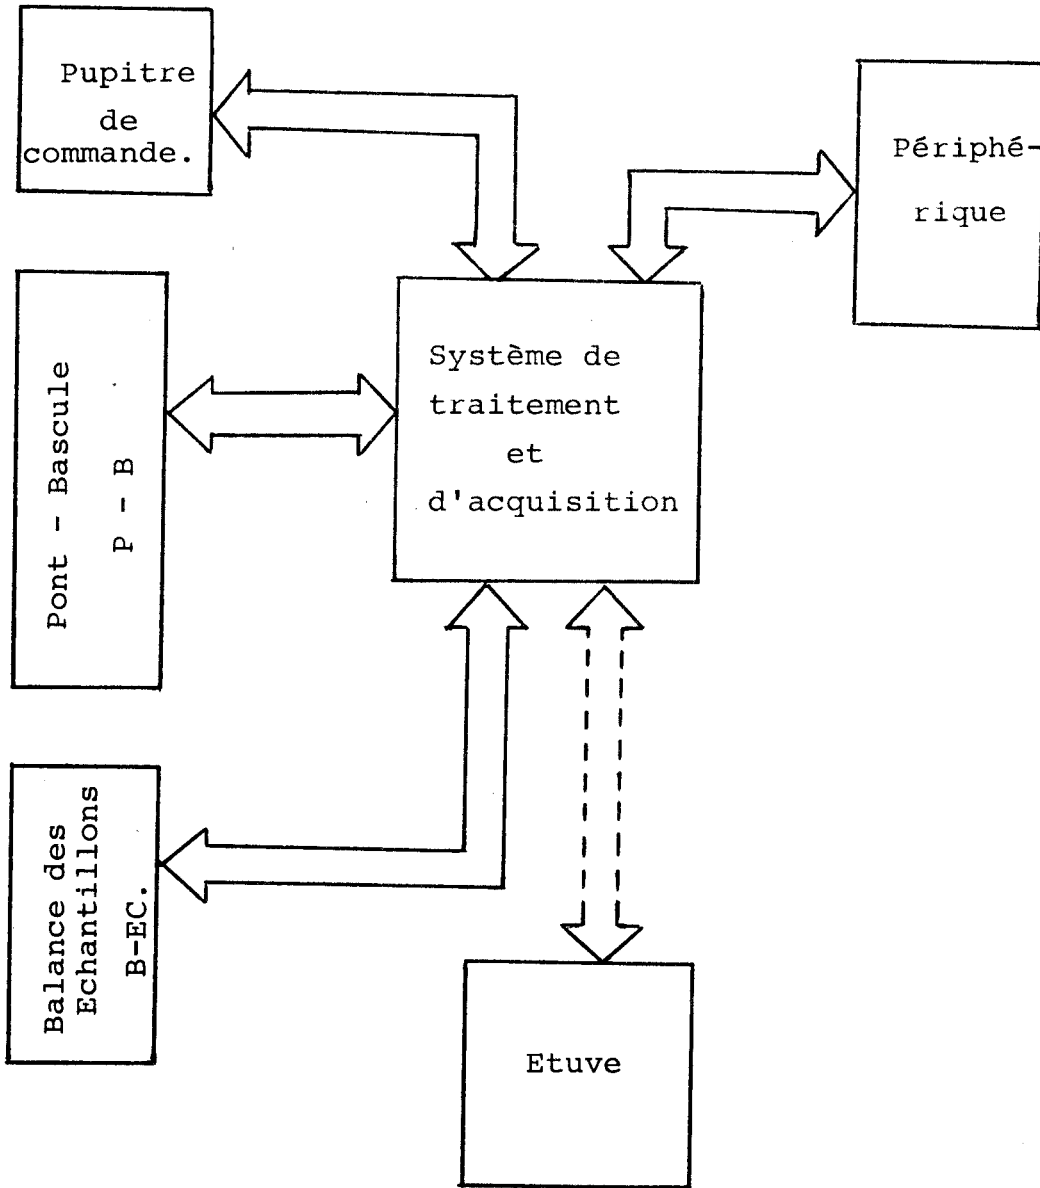 Pupitre
de
commande.
Périphé-
rique
Système de
traitement
et
d'acquisition
Pont - Bascule
P - B
Balance des
Echantillons
B-EC.
Etuve